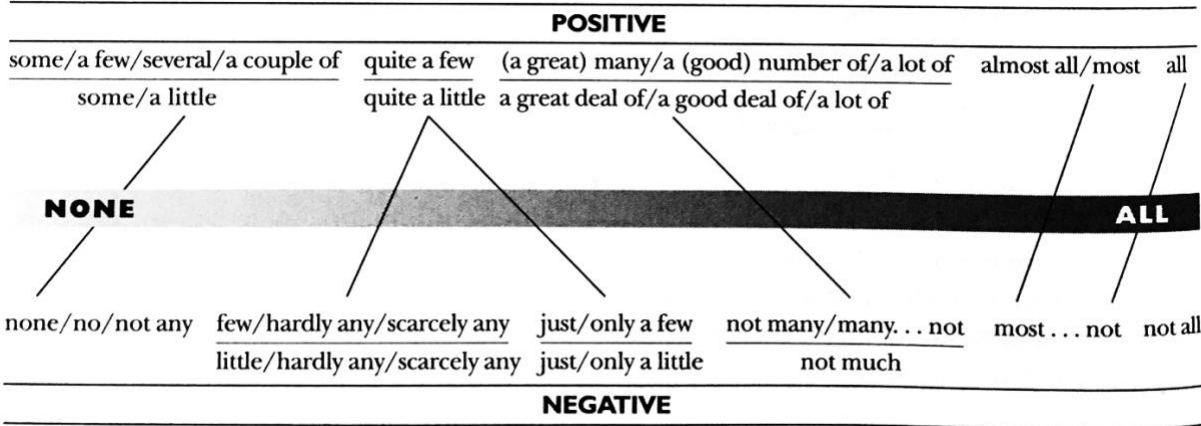 POSITIVE
some/a few/several/a couple of quite a few (a great) many/a (good) number of/a lot of almost all/most all
some/a little quite a little a great deal of/a good deal of/a lot of
NONE ALL
none/no/not any few/hardly any/scarcely any just/only a few not many/many...not most...not not all
little/hardly any/scarcely any just/only a little not much
NEGATIVE